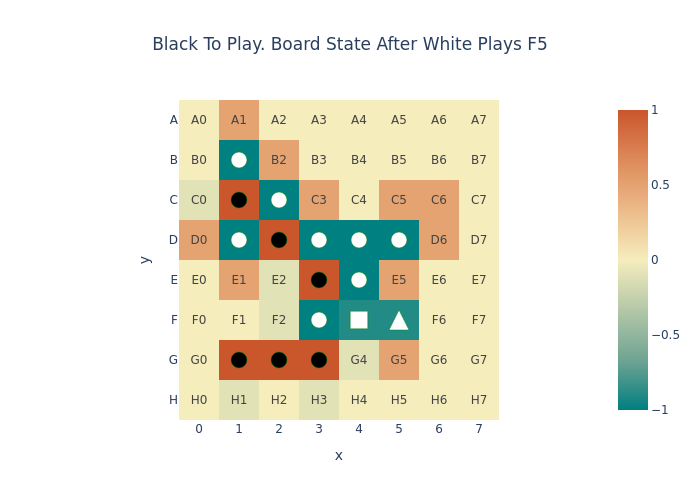 Black To Play. Board State After White Plays F5
A A0 A1 A2 A3 A4 A5 A6 A7 1
B B0 B2 B3 B4 B5 B6 B7
C C0 C3 C4 C5 C6 C7 0.5
D D0 D6 D7
y 0
E E0 E1 E2 E5 E6 E7
F F0 F1 F2 F6 F7 −0.5
G G0 G4 G5 G6 G7
H H0 H1 H2 H3 H4 H5 H6 H7 −1
0 1 2 3 4 5 6 7
x